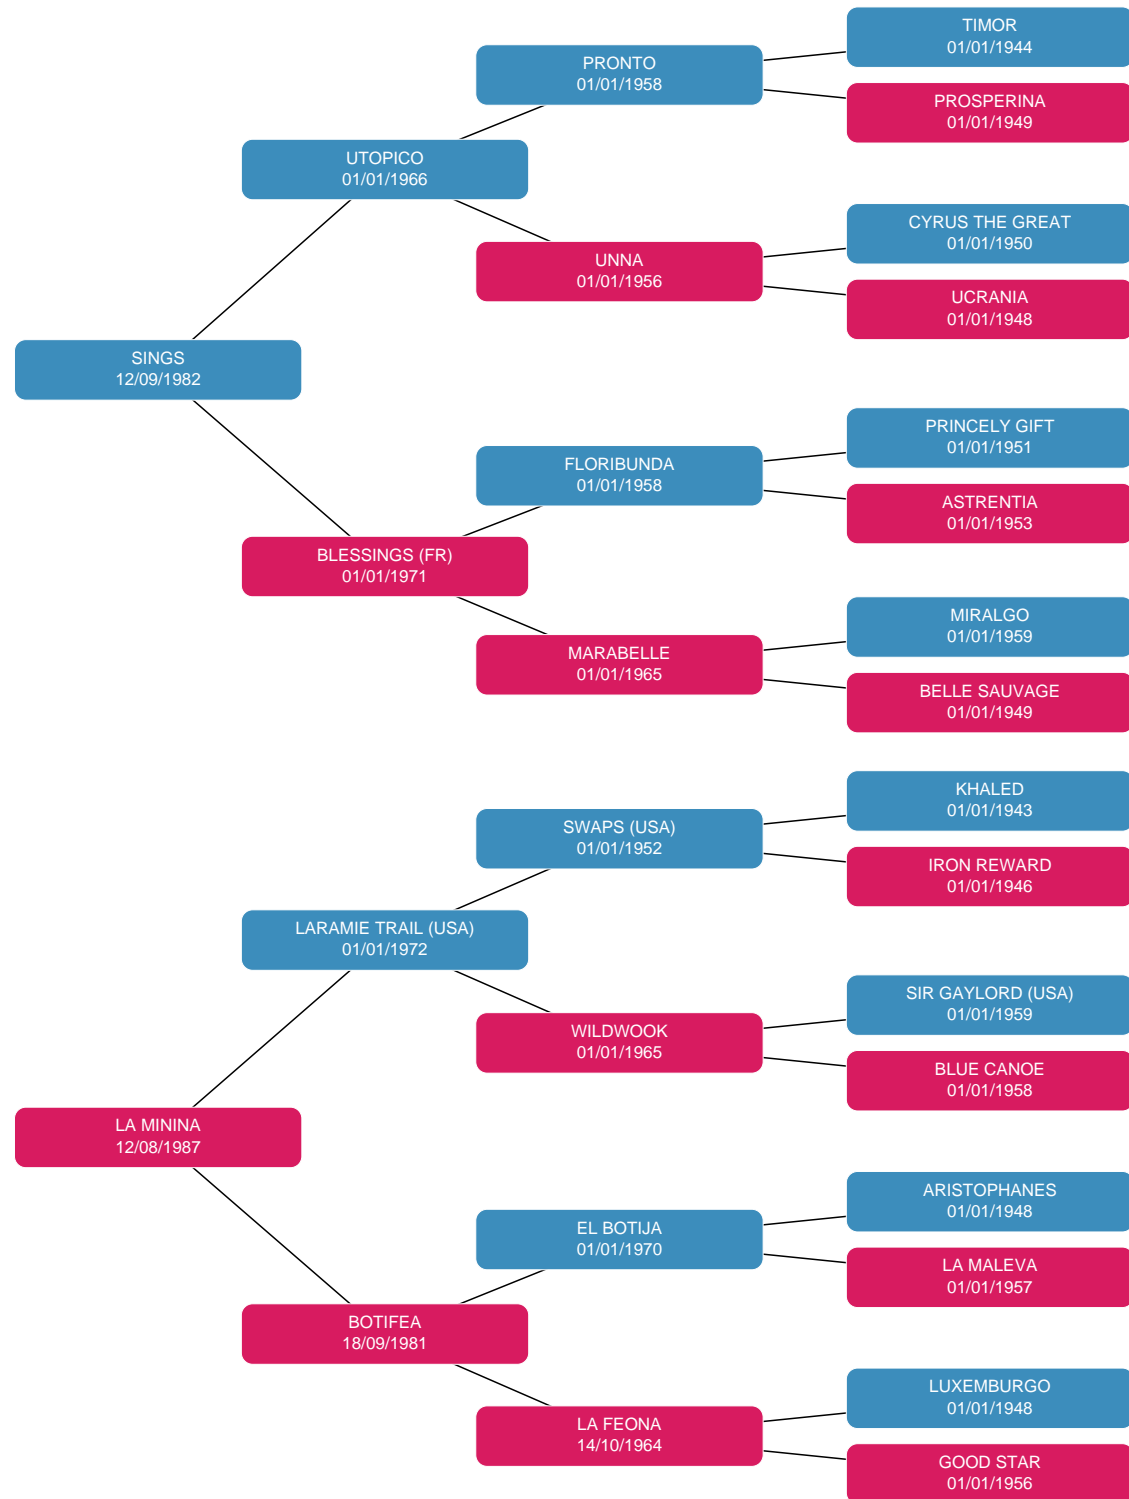 TIMOR
01/01/1944
PRONTO
01/01/1958
PROSPERINA
01/01/1949
UTOPICO
01/01/1966
CYRUS THE GREAT
01/01/1950
UNNA
01/01/1956
UCRANIA
01/01/1948
SINGS
12/09/1982
PRINCELY GIFT
01/01/1951
FLORIBUNDA
01/01/1958
ASTRENTIA
01/01/1953
BLESSINGS (FR)
01/01/1971
MIRALGO
01/01/1959
MARABELLE
01/01/1965
BELLE SAUVAGE
01/01/1949
KHALED
01/01/1943
SWAPS (USA)
01/01/1952
IRON REWARD
01/01/1946
LARAMIE TRAIL (USA)
01/01/1972
SIR GAYLORD (USA)
01/01/1959
WILDWOOK
01/01/1965
BLUE CANOE
01/01/1958
LA MININA
12/08/1987
ARISTOPHANES
01/01/1948
EL BOTIJA
01/01/1970
LA MALEVA
01/01/1957
BOTIFEA
18/09/1981
LUXEMBURGO
01/01/1948
LA FEONA
14/10/1964
GOOD STAR
01/01/1956